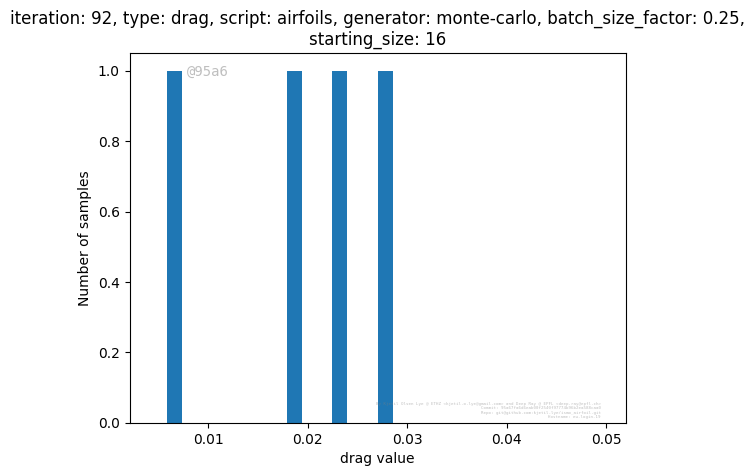 iteration: 92, type: drag, script: airfoils, generator: monte-carlo, batch_size_factor: 0.25,
starting_size: 16
@95a6
1.0
0.8
0.6
0.4
0.2
0.0
Number of samples
0.01
0.02
0.03
0.04
0.05
drag value